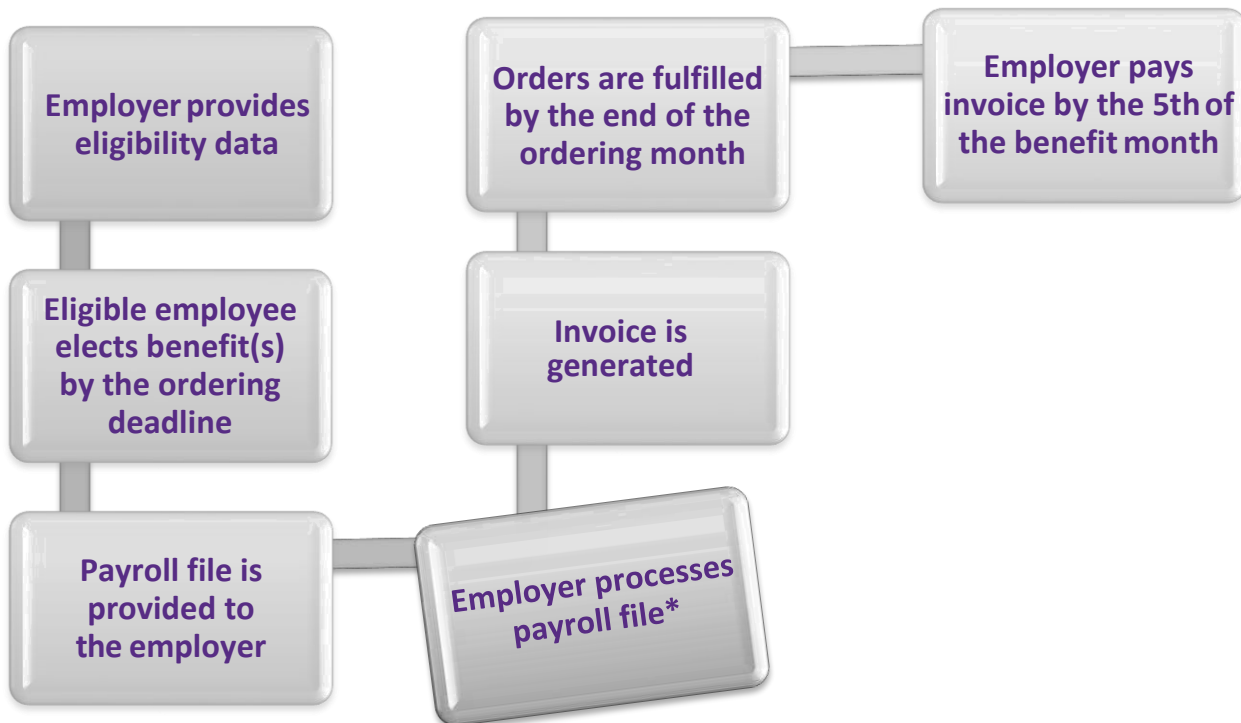 Employer provides
eligibility data
Eligible employee
elects benefit(s)
by the ordering
deadline
Payroll file is
provided to
the employer
Employer processes
payroll file*
Invoice is
generated
Orders are fulfilled
by the end of the
ordering month
Employer pays
invoice by the 5th of
the benefit month